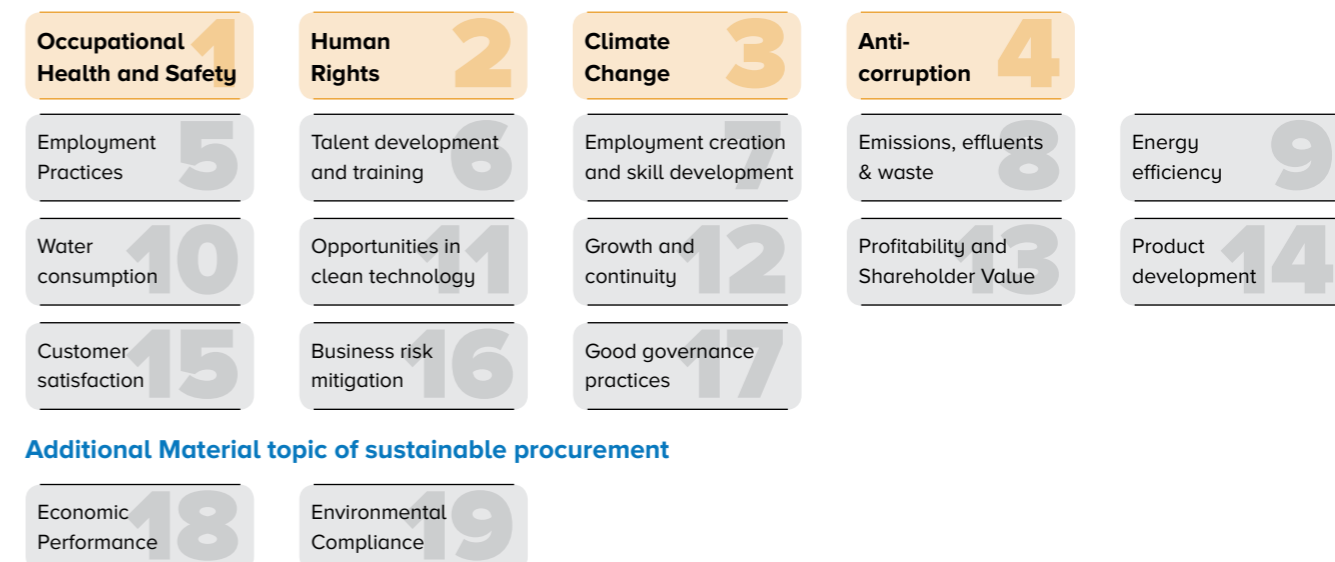 Occupational
Health and Safety
1
Human
Rights
2
Climate
Change
3
Anti-
corruption
4
Employment
Practices
5
Talent development
and training
6
Employment creation
and skill development
7
Emissions, effluents
& waste
8
Energy
efficiency
9
Water
consumption
10
Opportunities in
clean technology
11
Growth and
continuity
12
Profitability and
Shareholder Value
13
Product
development
14
Customer
satisfaction
15
Business risk
mitigation
16
Good governance
practices
17
Additional Material topic of sustainable procurement
Economic
Performance
18
Environmental
Compliance
19